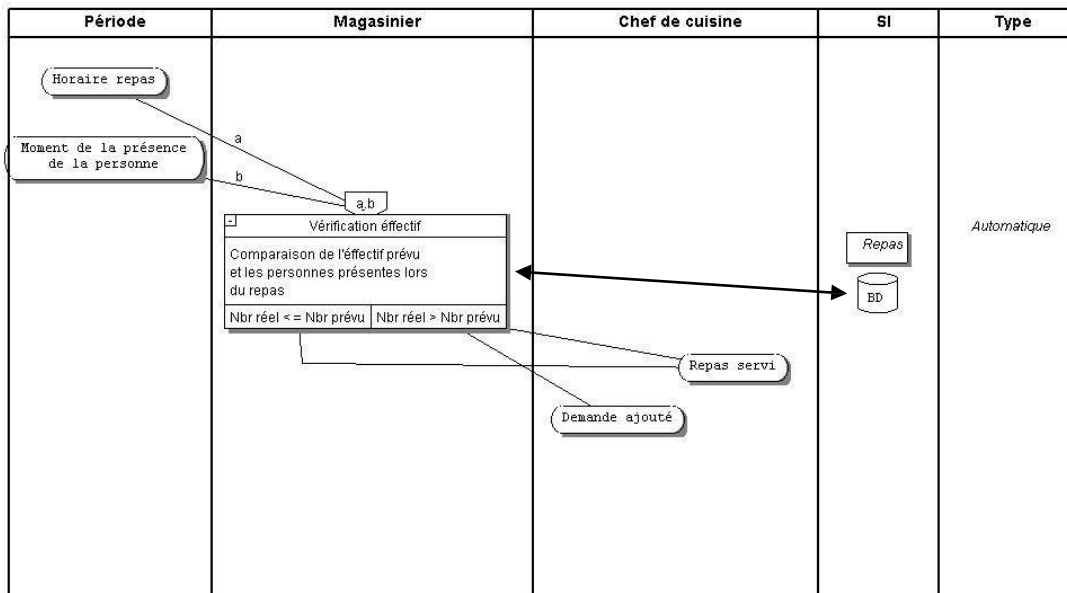 Période
Magasinier
Chef de cuisine
SI
Type
Horaire repas
Moment de la présence
de la personne
a
b
a,b
Vérification éffectif
Comparaison de l'éffectif prévu
et les personnes présentes lors
du repas
Nbr réel < = Nbr prévu
Nbr réel > Nbr prévu
Repas
BD
Automatique
Repas servi
Demande ajouté